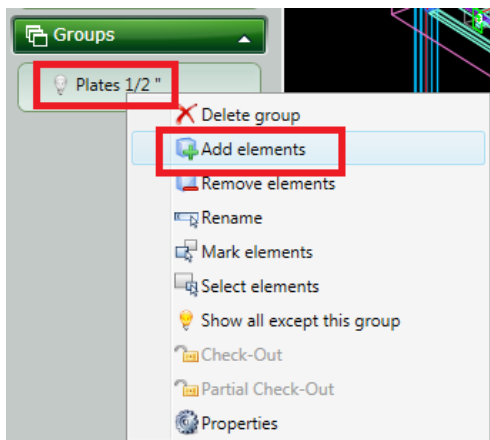 Groups
Plates 1/2 "
Delete group
Add elements
Remove elements
Rename
Mark elements
Select elements
Show all except this group
Check-Out
Partial Check-Out
Properties